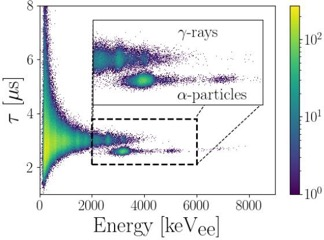 8
6
4
2
τ [μs]
γ-rays
α-particles
0 2000 4000 6000 8000
Energy [keVee]
10²
10¹
10⁰